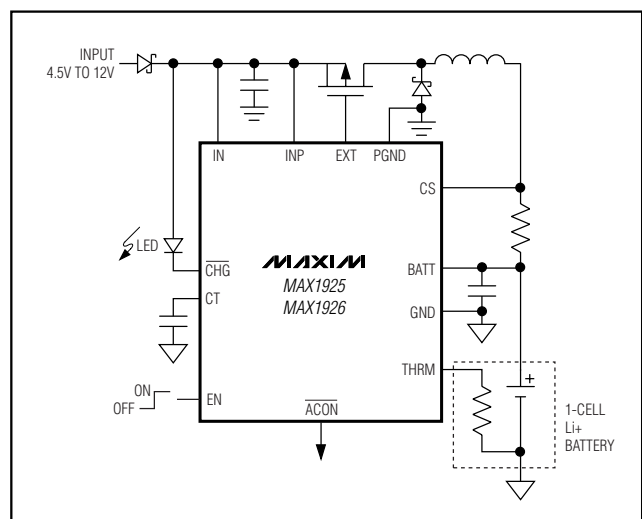 INPUT
4.5V TO 12V
IN
INP
EXT
PGND
CS
LED
CHG
MAXIM
MAX1925
MAX1926
BATT
CT
GND
THRM
ON
OFF
EN
ACON
+
1-CELL
Li+
BATTERY